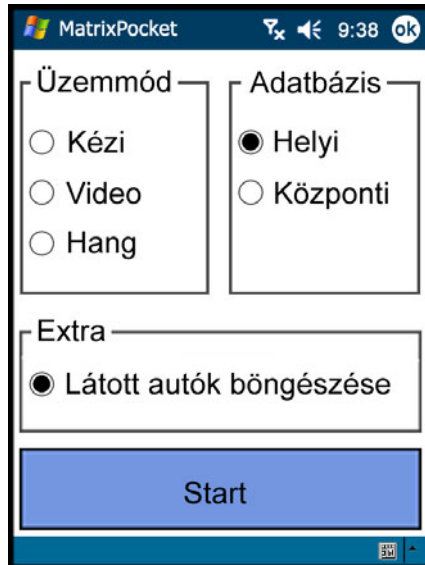 MatrixPocket 9:38 ok
Üzemmód
Kézi
Video
Hang
Adatbázis
Helyi
Központi
Extra
Látott autók böngészése
Start